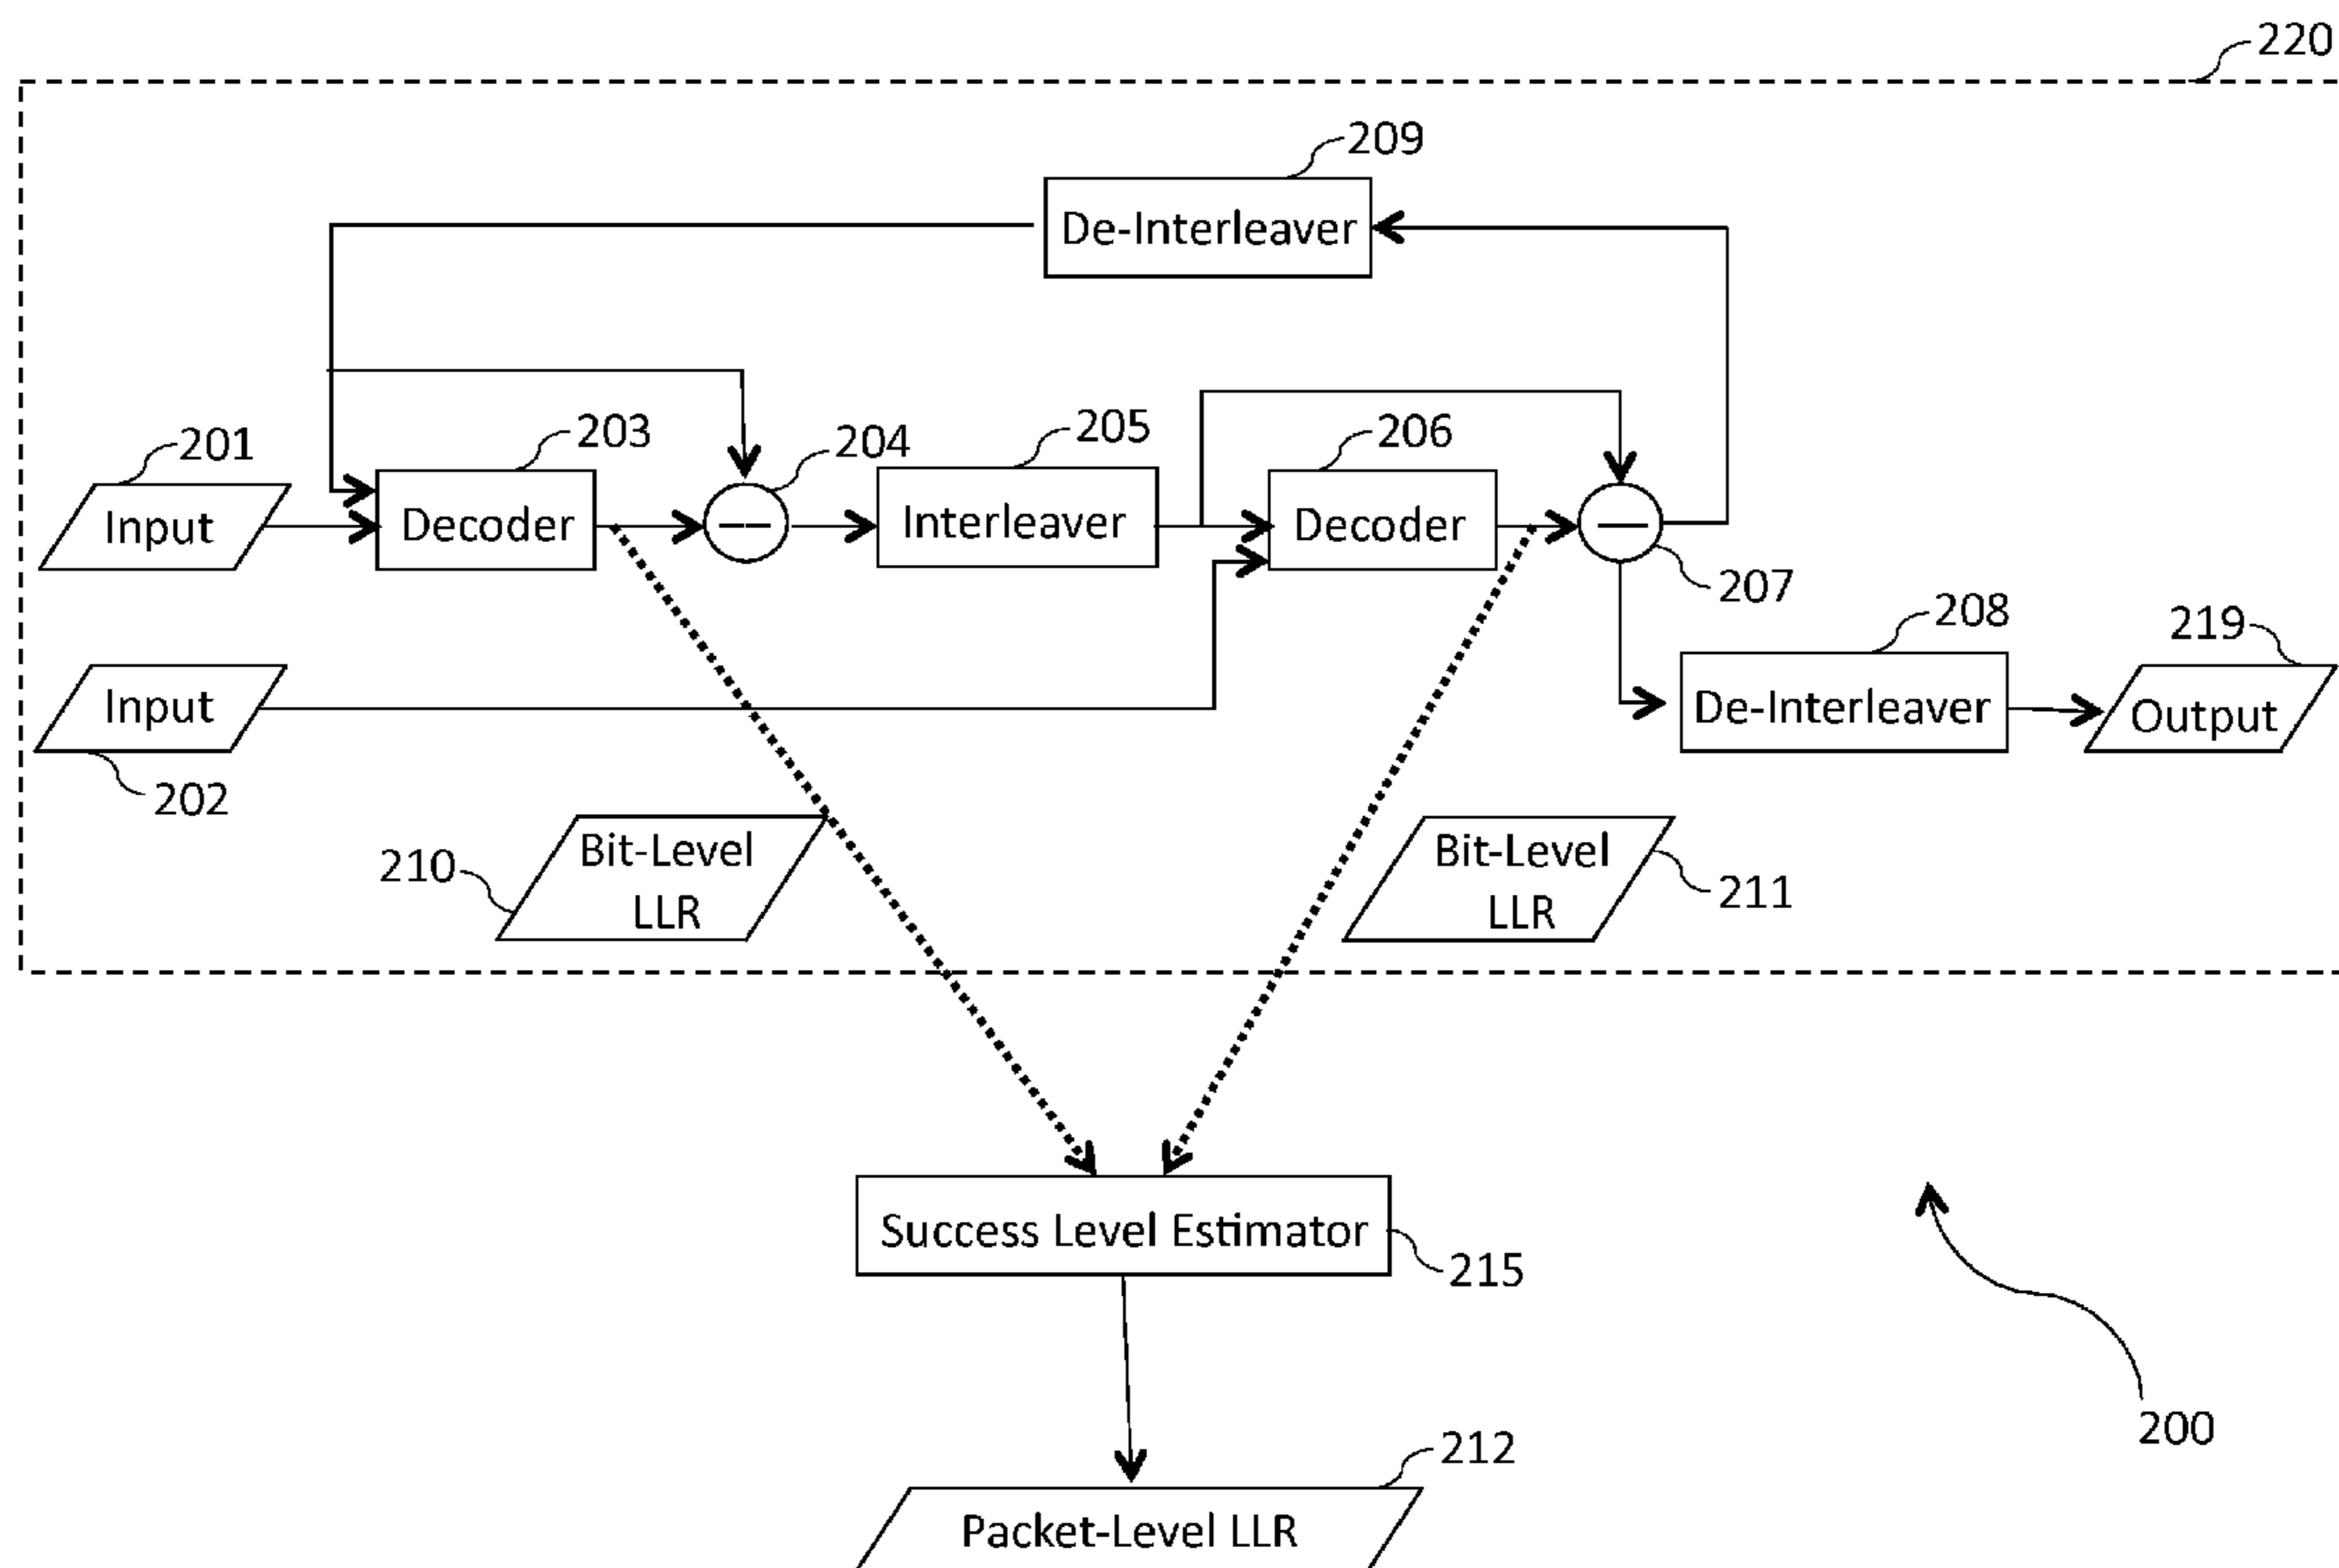 220
209
De-Interleaver
201
203
204
205
206
Input
Decoder
Interleaver
Decoder
207
208
219
Input
De-Interleaver
Output
202
210
Bit-Level
LLR
Bit-Level
LLR
211
Success Level Estimator
215
200
212
Packet-Level LLR